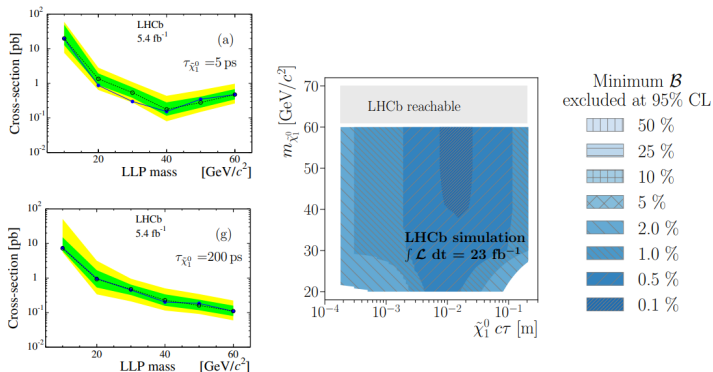 LHCb
5.4 fb⁻¹
(a)
τ_χ̃₁⁰ = 5 ps
Cross-section [pb]
10²
10
1
10⁻¹
10⁻²
20
40
60
LLP mass [GeV/c²]
LHCb
5.4 fb⁻¹
(g)
τ_χ̃₁⁰ = 200 ps
Cross-section [pb]
10²
10
1
10⁻¹
10⁻²
20
40
60
LLP mass [GeV/c²]
m_χ̃₁⁰ [GeV/c²]
70
60
50
40
30
20
LHCb reachable
LHCb simulation
∫ ℒ dt = 23 fb⁻¹
10⁻⁴
10⁻³
10⁻²
10⁻¹
χ̃₁⁰ cτ [m]
Minimum ℬ
excluded at 95% CL
50 %
25 %
10 %
5 %
2.0 %
1.0 %
0.5 %
0.1 %